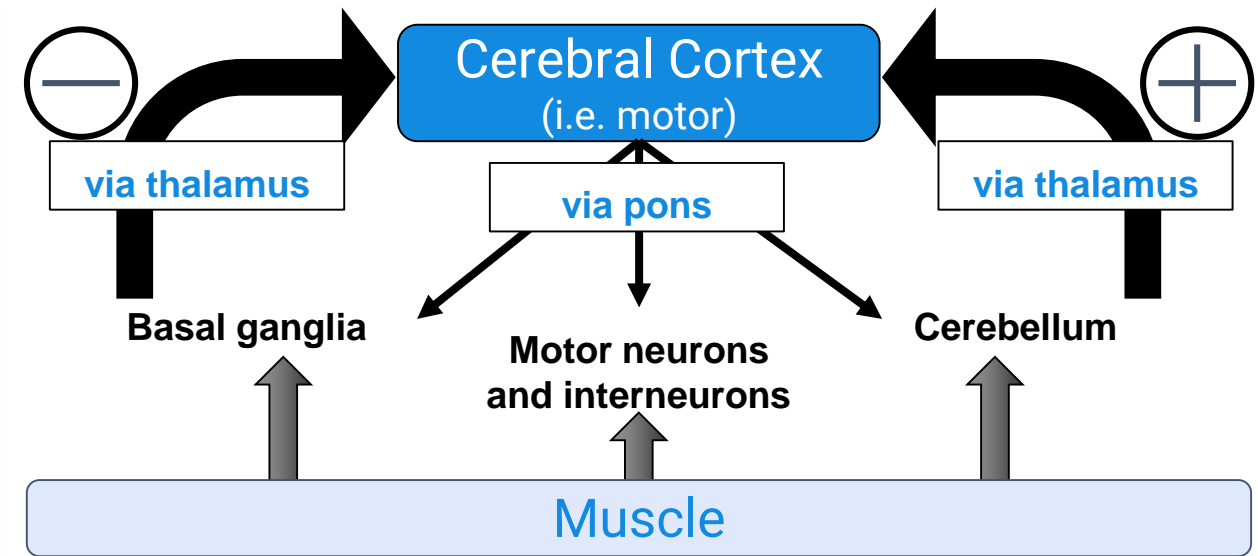 Cerebral Cortex
(i.e. motor)
via thalamus
via pons
via thalamus
Basal ganglia
Motor neurons
and interneurons
Cerebellum
Muscle